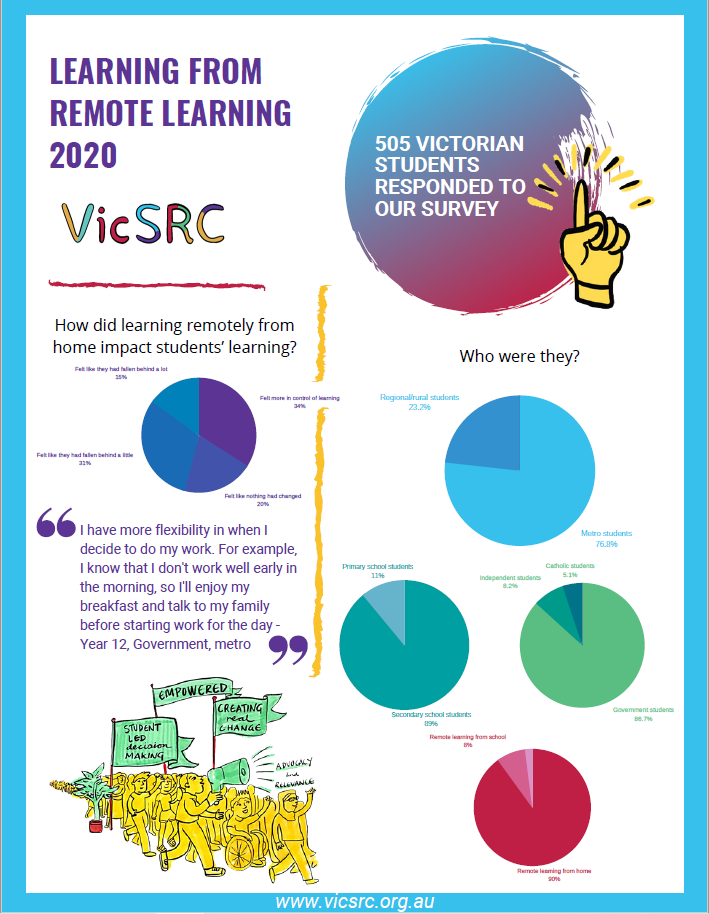 LEARNING FROM
REMOTE LEARNING
2020
VicSRC
505 VICTORIAN
STUDENTS
RESPONDED TO
OUR SURVEY
How did learning remotely from
home impact students' learning?
Felt like they had fallen behind a lot
15%
Felt more in control of learning
34%
Felt like they had fallen behind a little
31%
Felt like nothing had changed
20%
“
I have more flexibility in when I
decide to do my work. For example,
I know that I don't work well early in
the morning, so I'll enjoy my
breakfast and talk to my family
before starting work for the day -
Year 12, Government, metro
”
EMPOWERED
CREATING
real
CHANGE
STUDENT
LED
decision
MAKING
ADVOCACY
and
RELEVANCE
Who were they?
Regional/rural students
23.2%
Metro students
76.8%
Primary school students
11%
Secondary school students
89%
Catholic students
5.1%
Independent students
8.2%
Government students
86.7%
Remote learning from school
8%
Remote learning from home
90%
www.vicsrc.org.au